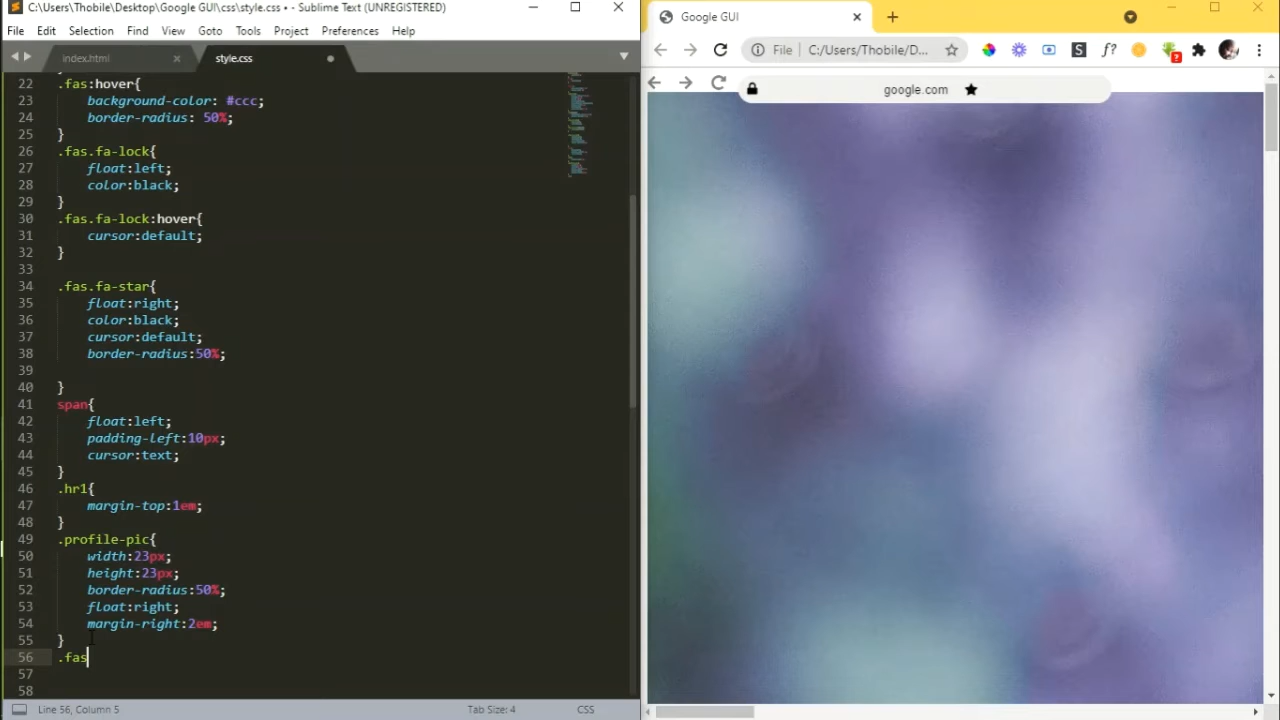 C:\Users\Thobile\Desktop\Google GUI\css\style.css • - Sublime Text (UNREGISTERED)
File Edit Selection Find View Goto Tools Project Preferences Help
index.html style.css
22 .fas:hover{
23 background-color: #ccc;
24 border-radius: 50%;
25 }
26 .fas.fa-lock{
27 float:left;
28 color:black;
29 }
30 .fas.fa-lock:hover{
31 cursor:default;
32 }
33
34 .fas.fa-star{
35 float:right;
36 color:black;
37 cursor:default;
38 border-radius:50%;
39
40 }
41 span{
42 float:left;
43 padding-left:10px;
44 cursor:text;
45 }
46 .hr1{
47 margin-top:1em;
48 }
49 .profile-pic{
50 width:23px;
51 height:23px;
52 border-radius:50%;
53 float:right;
54 margin-right:2em;
55 }
56 .fas
57
58
Line 56, Column 5 Tab Size: 4 CSS
Google GUI
File C:/Users/Thobile/D... S f? ?
google.com